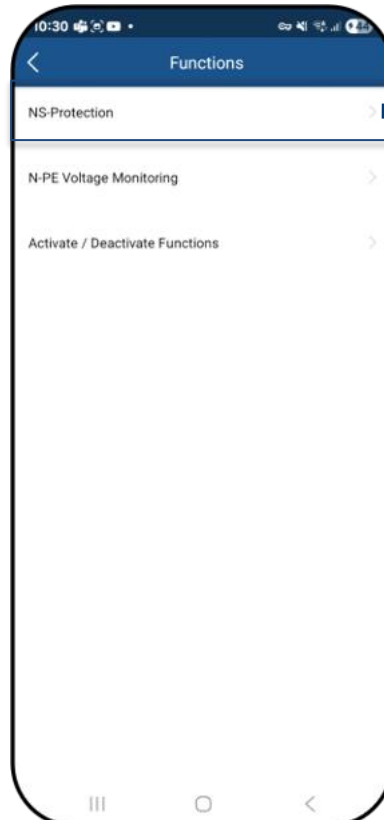 10:30
Functions
NS-Protection
N-PE Voltage Monitoring
Activate / Deactivate Functions